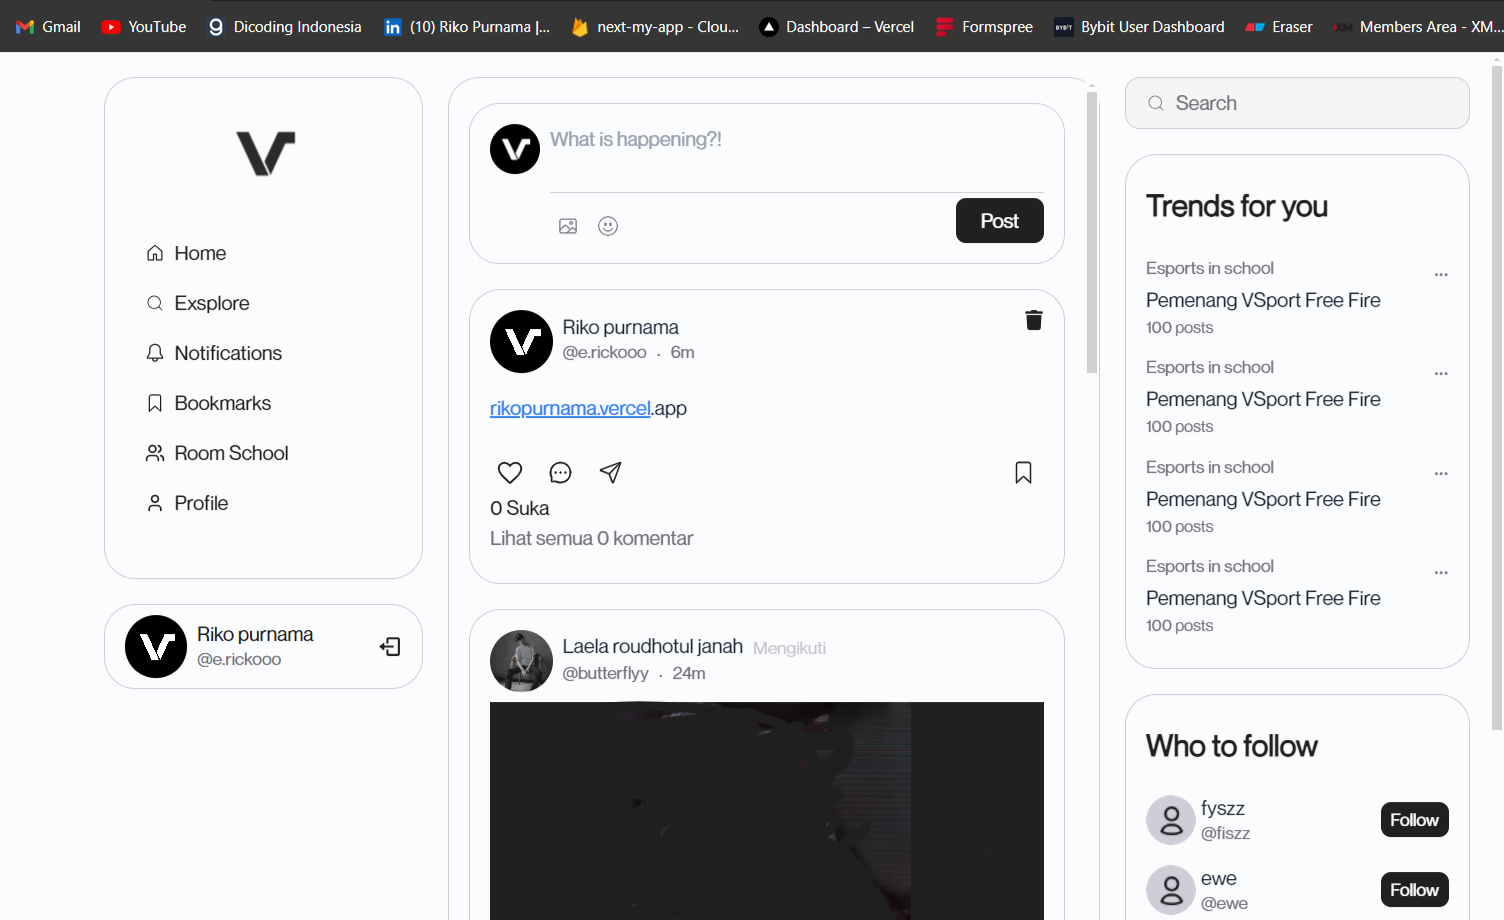 Gmail
YouTube
Dicoding Indonesia
(10) Riko Purnama |...
next-my-app - Clou...
Dashboard – Vercel
Formspree
BYBIT
Bybit User Dashboard
Eraser
XM
Members Area - XM...
Home
Exsplore
Notifications
Bookmarks
Room School
Profile
Riko purnama
@e.rickooo
What is happening?!
Post
Riko purnama
@e.rickooo · 6m
rikopurnama.vercel.app
0 Suka
Lihat semua 0 komentar
Laela roudhotul janah Mengikuti
@butterflyy · 24m
Search
Trends for you
Esports in school
...
Pemenang VSport Free Fire
100 posts
Esports in school
...
Pemenang VSport Free Fire
100 posts
Esports in school
...
Pemenang VSport Free Fire
100 posts
Esports in school
...
Pemenang VSport Free Fire
100 posts
Who to follow
fyszz
@fiszz
Follow
ewe
@ewe
Follow